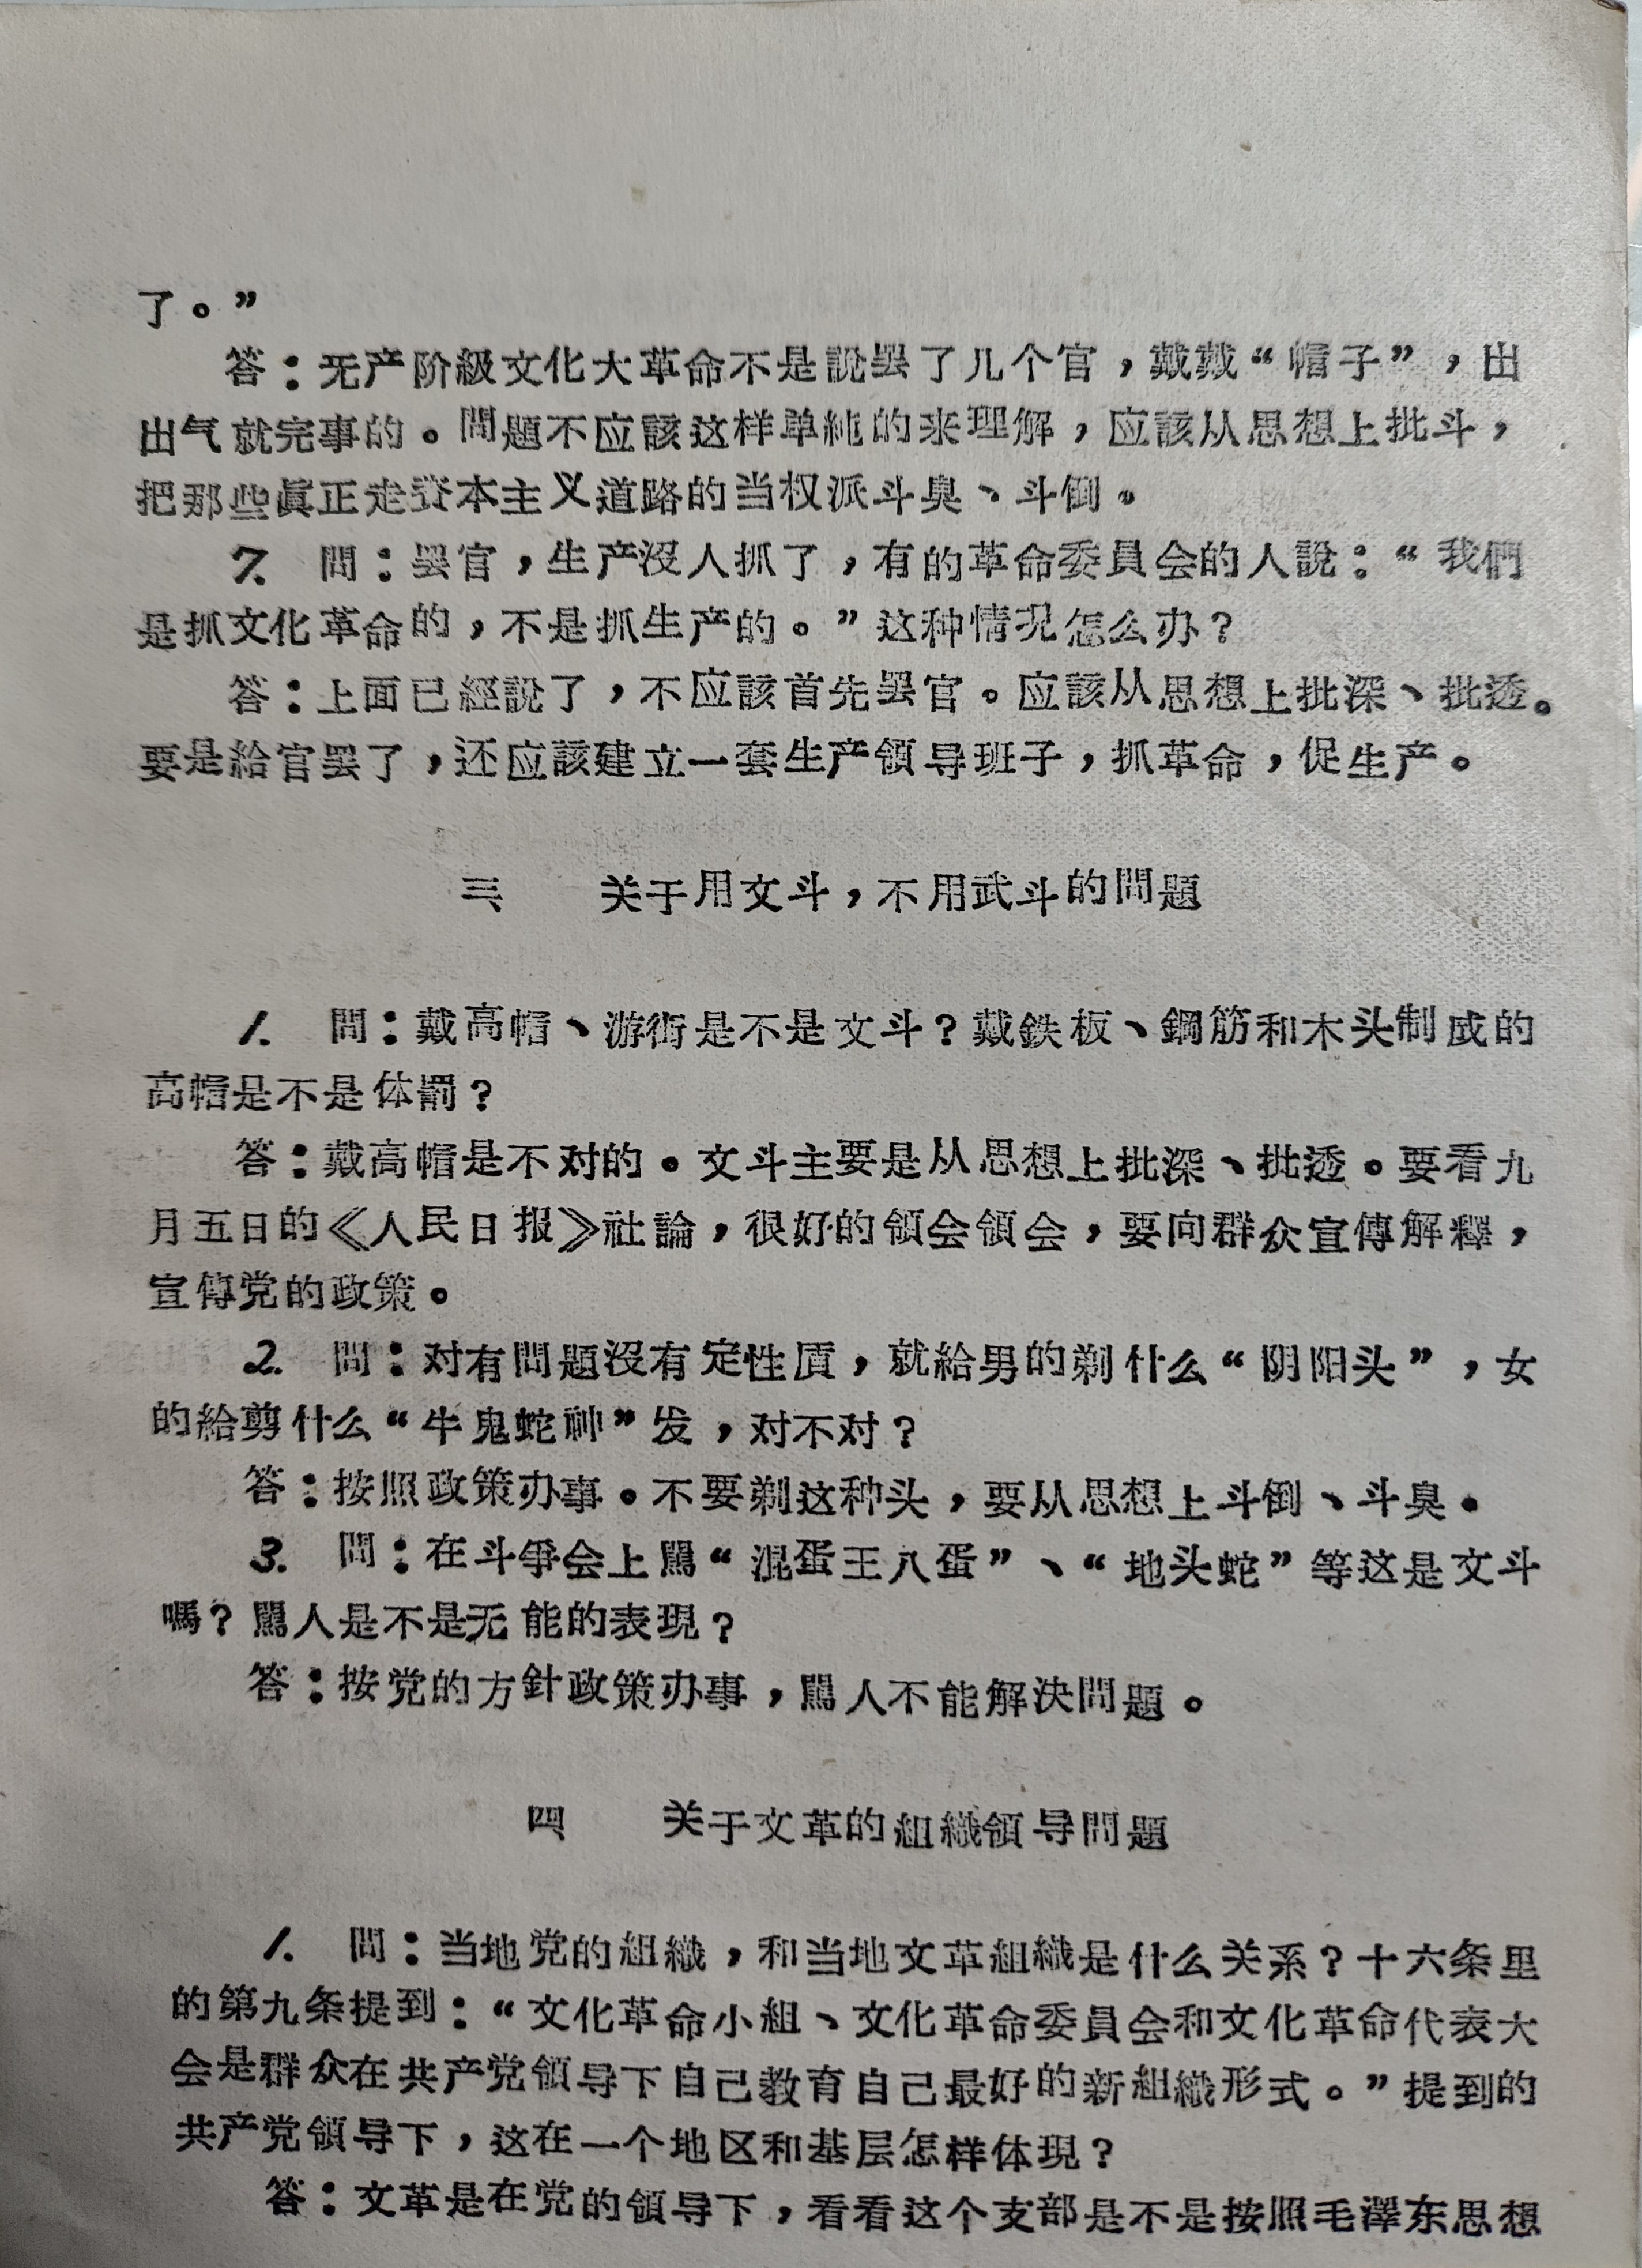 了。”
答：无产阶級文化大革命不是說罢了几个官，戴戴“帽子”，出
出气就完事的。問題不应該这样单純的来理解，应該从思想上批斗，
把那些眞正走资本主义道路的当权派斗臭、斗倒。
7. 問：罢官，生产沒人抓了，有的革命委員会的人說：“我們
是抓文化革命的，不是抓生产的。”这种情況怎么办？
答：上面已經說了，不应該首先罢官。应該从思想上批深、批透。
要是給官罢了，还应該建立一套生产領导班子，抓革命，促生产。
三、 关于用文斗，不用武斗的問題
1. 問：戴高帽、游街是不是文斗？戴鉄板、鋼筋和木头制成的
高帽是不是体罰？
答：戴高帽是不对的。文斗主要是从思想上批深、批透。要看九
月五日的《人民日报》社論，很好的領会領会，要向群众宣傳解釋，
宣傳党的政策。
2. 問：对有問題沒有定性质，就給男的剃什么“阴阳头”，女
的給剪什么“牛鬼蛇神”发，对不对？
答：按照政策办事。不要剃这种头，要从思想上斗倒、斗臭。
3. 問：在斗爭会上罵“混蛋王八蛋”、“地头蛇”等这是文斗
嗎？罵人是不是无能的表現？
答：按党的方針政策办事，罵人不能解決問題。
四、 关于文革的組織領导問題
1. 問：当地党的組織，和当地文革組織是什么关系？十六条里
的第九条提到：“文化革命小組、文化革命委員会和文化革命代表大
会是群众在共产党領导下自己教育自己最好的新組織形式。”提到的
共产党領导下，这在一个地区和基层怎样体現？
答：文革是在党的領导下，看看这个支部是不是按照毛澤东思想